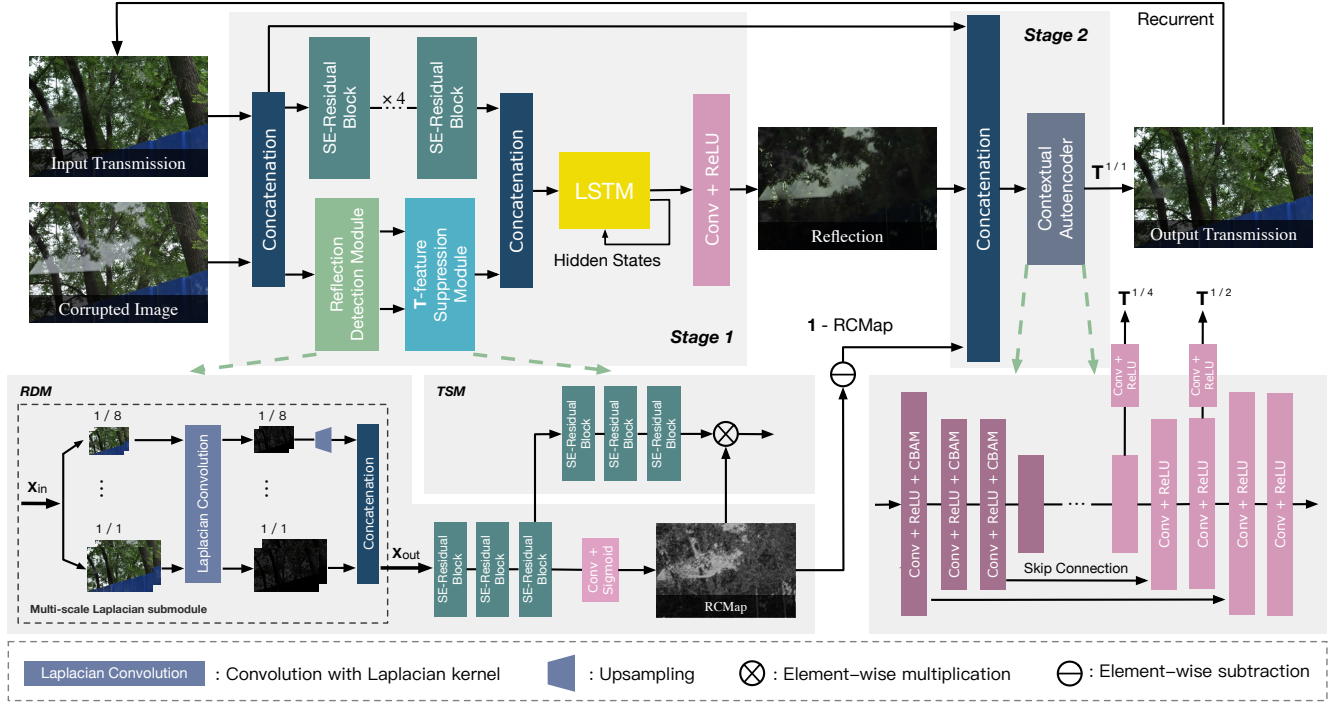 Recurrent
Stage 2
Input Transmission
Corrupted Image
Concatenation
SE-Residual
Block
× 4
...
SE-Residual
Block
Reflection
Detection Module
T-feature
Suppression
Module
Concatenation
LSTM
Hidden States
Conv + ReLU
Stage 1
Reflection
Concatenation
Contextual
Autoencoder
T 1/1
Output Transmission
1 - RCMap
T 1/4
T 1/2
RDM
1 / 8
1 / 8
Xin
...
...
1 / 1
1 / 1
Laplacian Convolution
Concatenation
Multi-scale Laplacian submodule
Xout
TSM
SE-Residual
Block
SE-Residual
Block
SE-Residual
Block
SE-Residual
Block
SE-Residual
Block
SE-Residual
Block
Conv +
Sigmoid
RCMap
Conv +
ReLU
Conv +
ReLU
Conv + ReLU + CBAM
Conv + ReLU + CBAM
Conv + ReLU + CBAM
...
Conv + ReLU
Conv + ReLU
Conv + ReLU
Conv + ReLU
Skip Connection
Laplacian Convolution
: Convolution with Laplacian kernel
: Upsampling
: Element-wise multiplication
: Element-wise subtraction